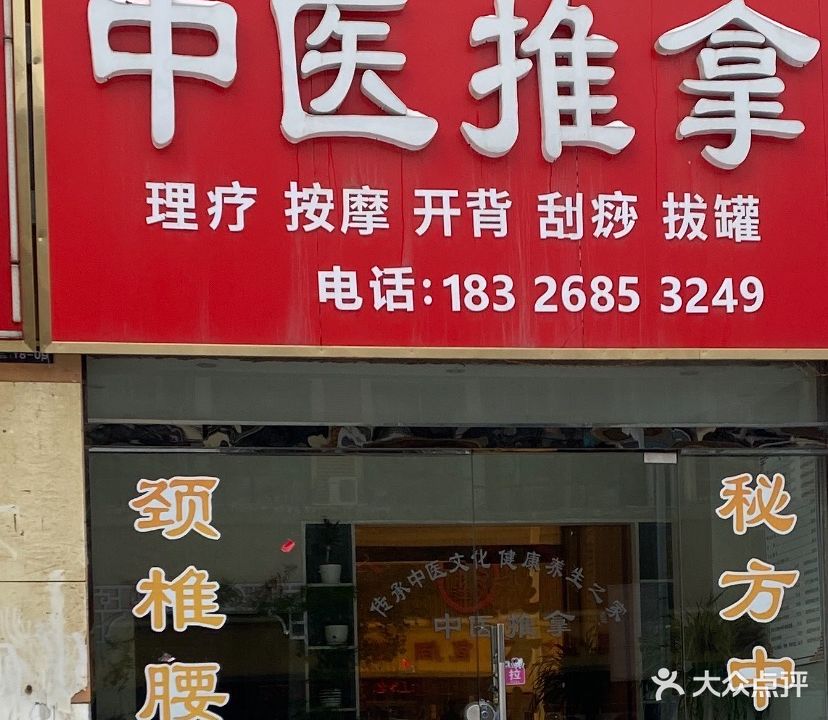 中医推拿
理疗 按摩 开背 刮痧 拔罐
电话:183 2685 3249
颈椎腰
秘方中
传承中医文化 健康养生之家
中医推拿
拉
大众点评